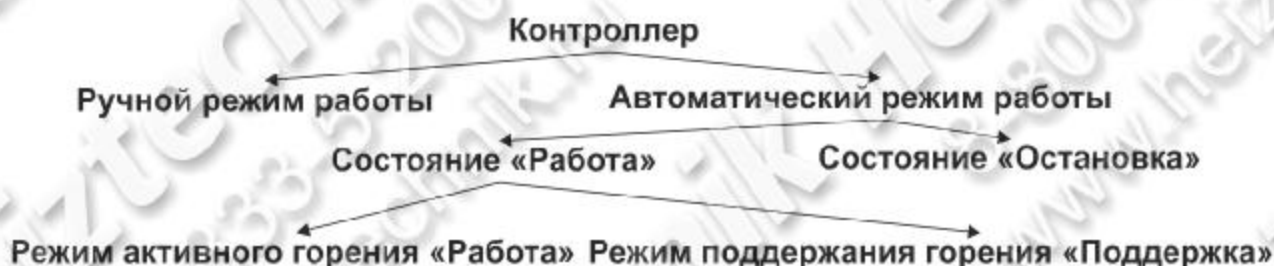 Контроллер
Ручной режим работы Автоматический режим работы
Состояние «Работа» Состояние «Остановка»
Режим активного горения «Работа» Режим поддержания горения «Поддержка»